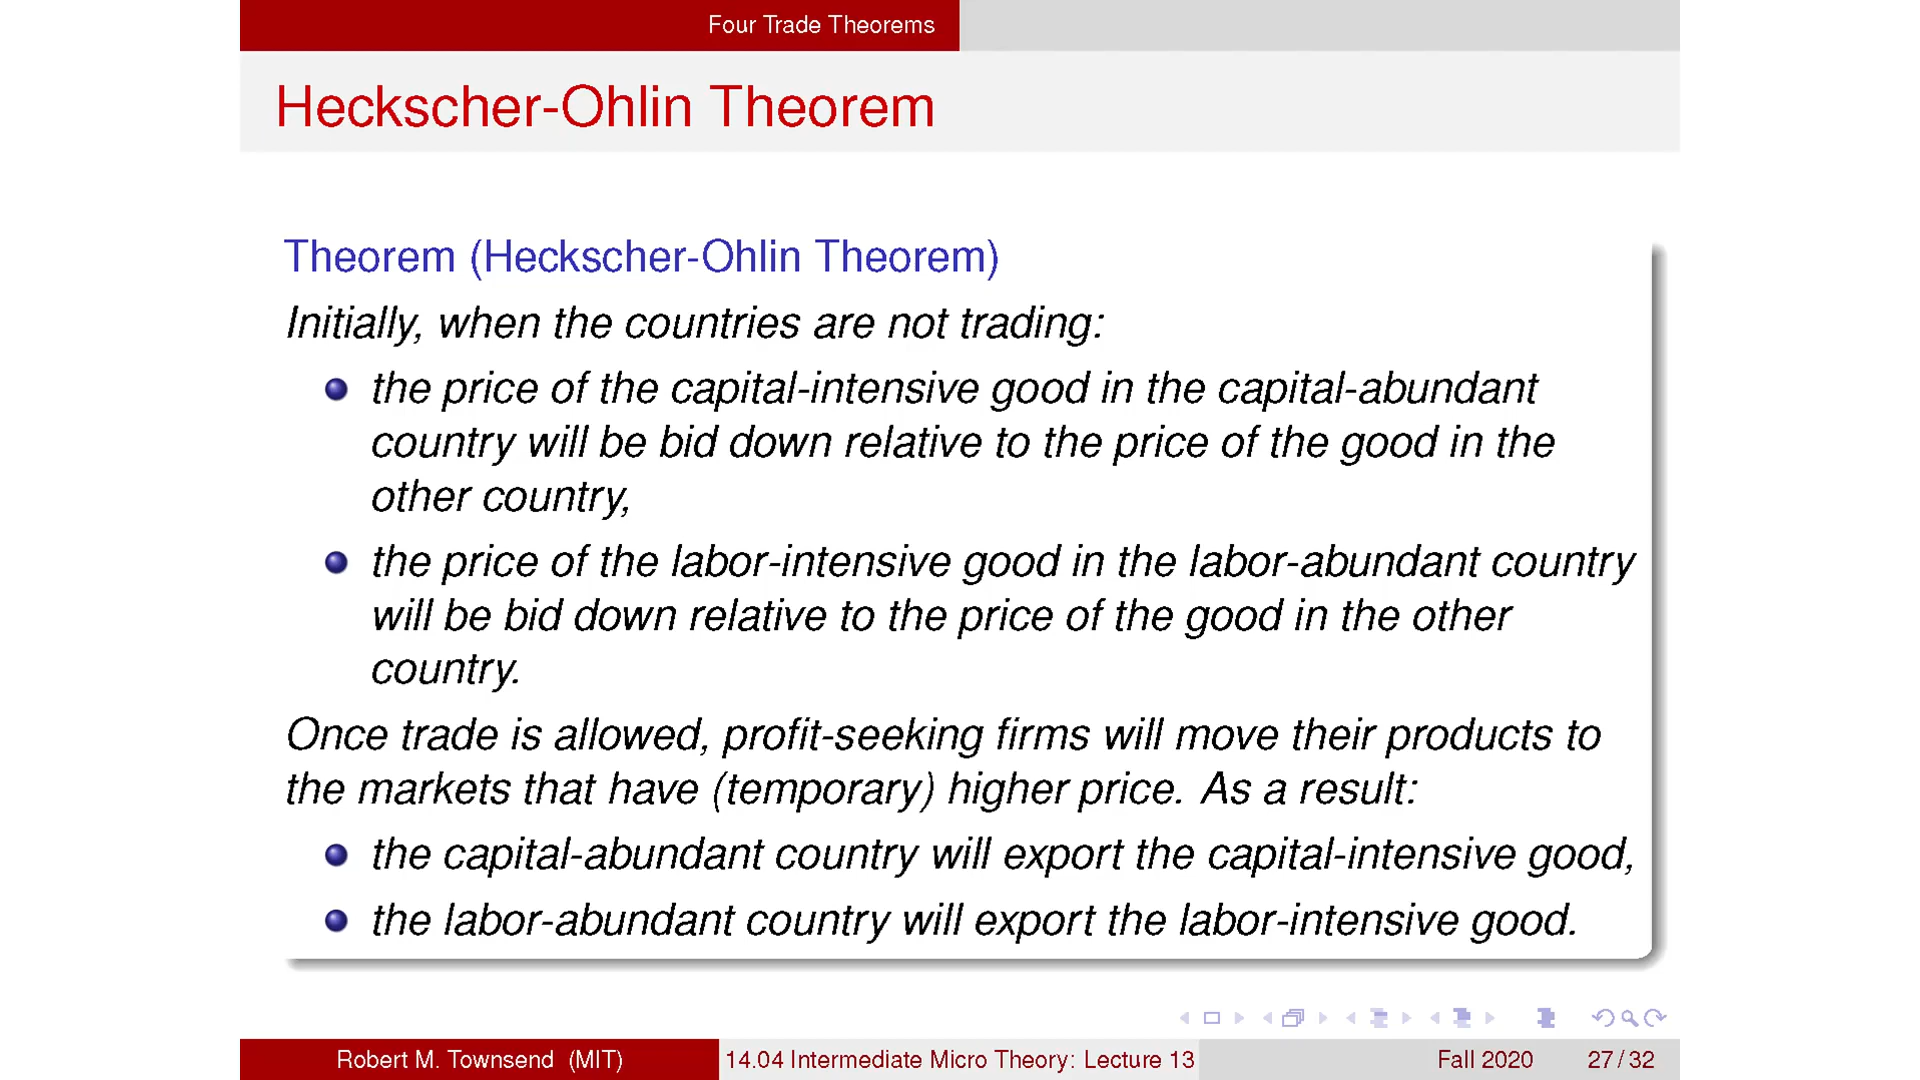 Four Trade Theorems
Heckscher-Ohlin Theorem
Theorem (Heckscher-Ohlin Theorem)
Initially, when the countries are not trading:
the price of the capital-intensive good in the capital-abundant
country will be bid down relative to the price of the good in the
other country,
the price of the labor-intensive good in the labor-abundant country
will be bid down relative to the price of the good in the other
country.
Once trade is allowed, profit-seeking firms will move their products to
the markets that have (temporary) higher price. As a result:
the capital-abundant country will export the capital-intensive good,
the labor-abundant country will export the labor-intensive good.
Robert M. Townsend (MIT) 14.04 Intermediate Micro Theory: Lecture 13 Fall 2020 27 / 32